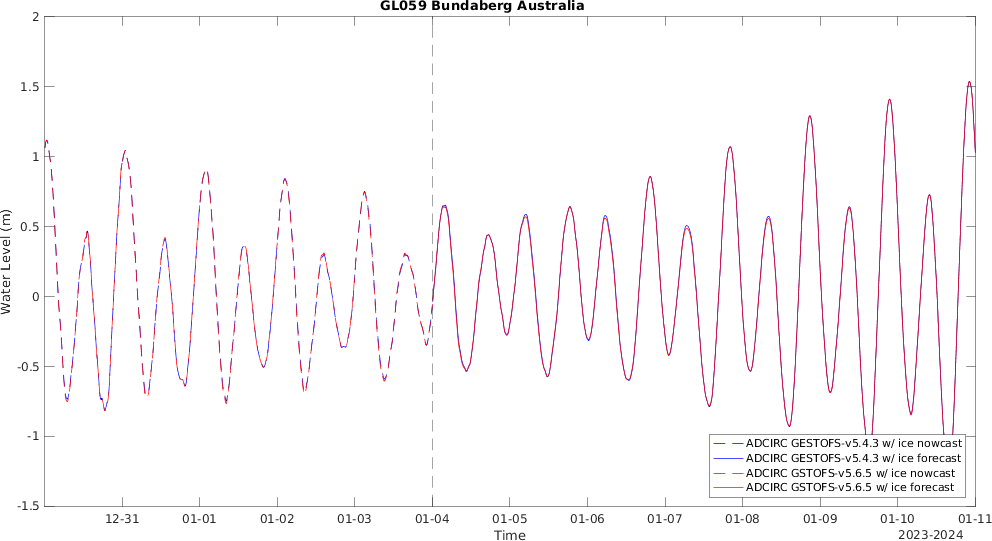 GL059 Bundaberg Australia
2
1.5
1
0.5
0
-0.5
-1
-1.5
Water Level (m)
12-31 01-01 01-02 01-03 01-04 01-05 01-06 01-07 01-08 01-09 01-10 01-11
Time
2023-2024
ADCIRC GESTOFS-v5.4.3 w/ ice nowcast
ADCIRC GESTOFS-v5.4.3 w/ ice forecast
ADCIRC GSTOFS-v5.6.5 w/ ice nowcast
ADCIRC GSTOFS-v5.6.5 w/ ice forecast